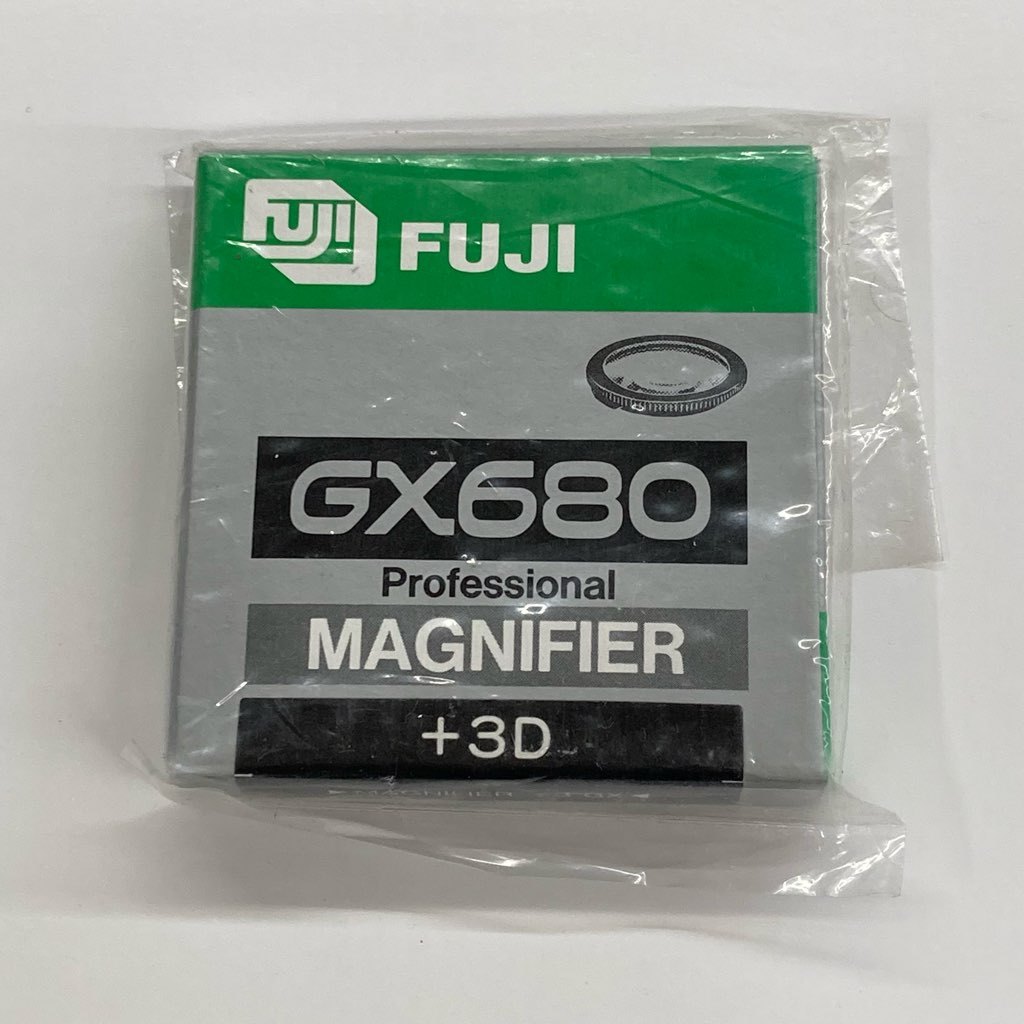 FUJI FUJI
GX680
Professional
MAGNIFIER
+3D